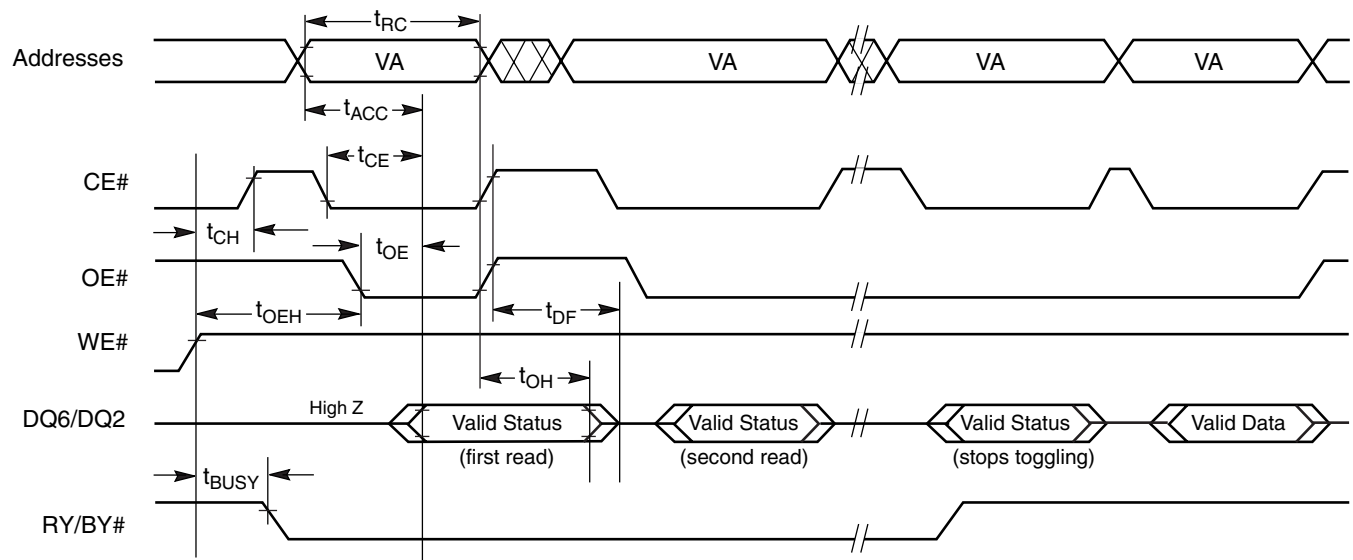 tRC
Addresses VA VA VA VA
tACC
tCE
CE#
tCH tOE
OE#
tOEH tDF
WE#
tOH
High Z
DQ6/DQ2 Valid Status Valid Status Valid Status Valid Data
(first read) (second read) (stops toggling)
tBUSY
RY/BY#